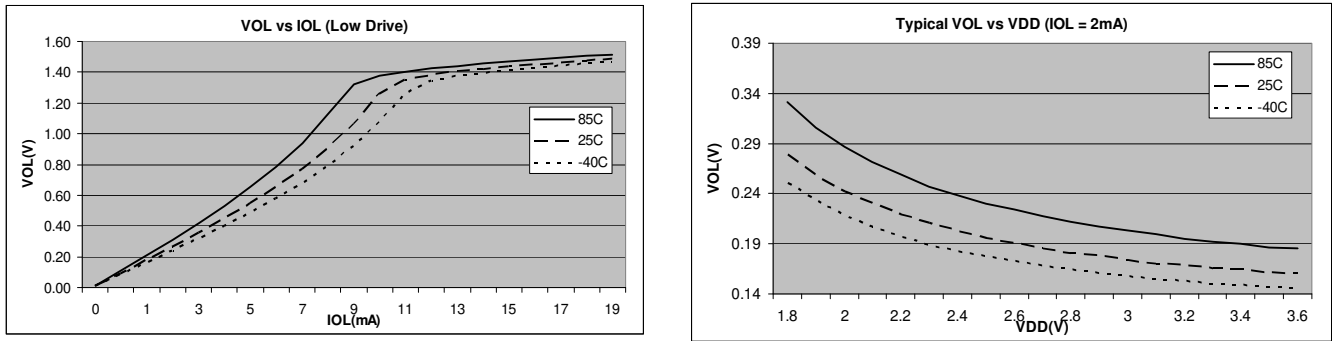 VOL vs IOL (Low Drive)
1.60
1.40
1.20
1.00
0.80
0.60
0.40
0.20
0.00
VOL(V)
85C
25C
-40C
0 1 3 5 7 9 11 13 15 17 19
IOL(mA)
Typical VOL vs VDD (IOL = 2mA)
0.39
0.34
0.29
0.24
0.19
0.14
VOL(V)
85C
25C
-40C
1.8 2 2.2 2.4 2.6 2.8 3 3.2 3.4 3.6
VDD(V)